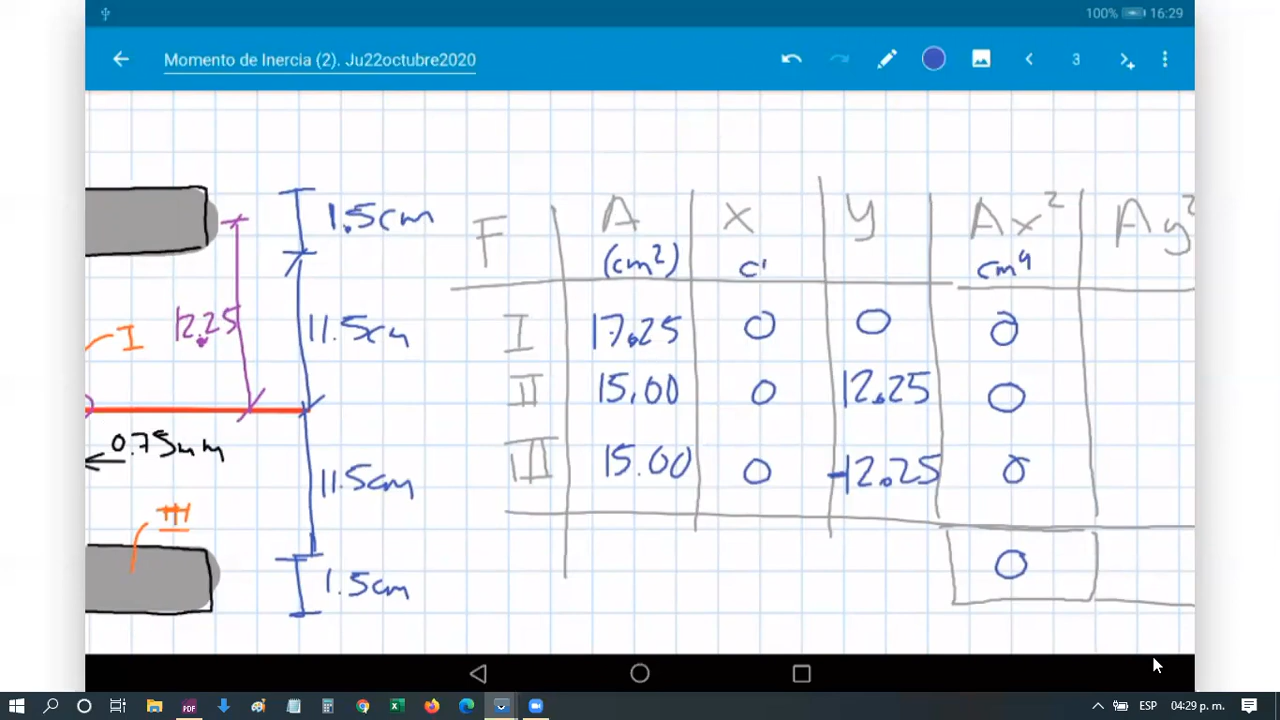 100% 16:29
Momento de Inercia (2). Ju22octubre2020
3
1.5cm
12.25
I
11.5cm
0.75mm
11.5cm
III
1.5cm
F A X y Ax² Ay²
(cm²) c cm⁴
I 17.25 0 0 0
II 15.00 0 12.25 0
III 15.00 0 -12.25 0
0
ESP 04:29 p. m.